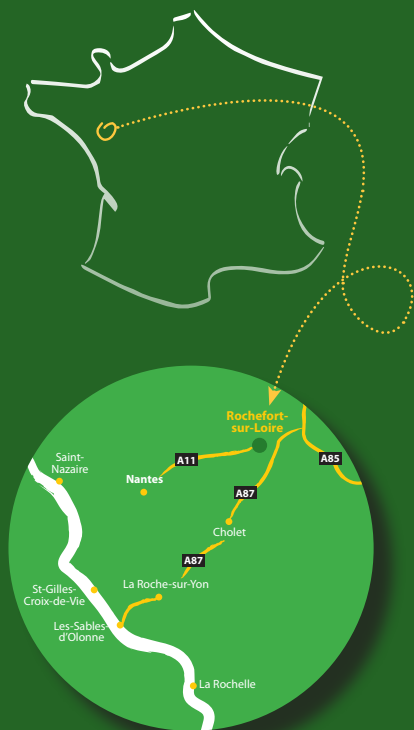 Rochefort-
sur-Loire
A11
A85
Saint-
Nazaire
Nantes
A87
Cholet
A87
La Roche-sur-Yon
St-Gilles-
Croix-de-Vie
Les-Sables-
d’Olonne
La Rochelle